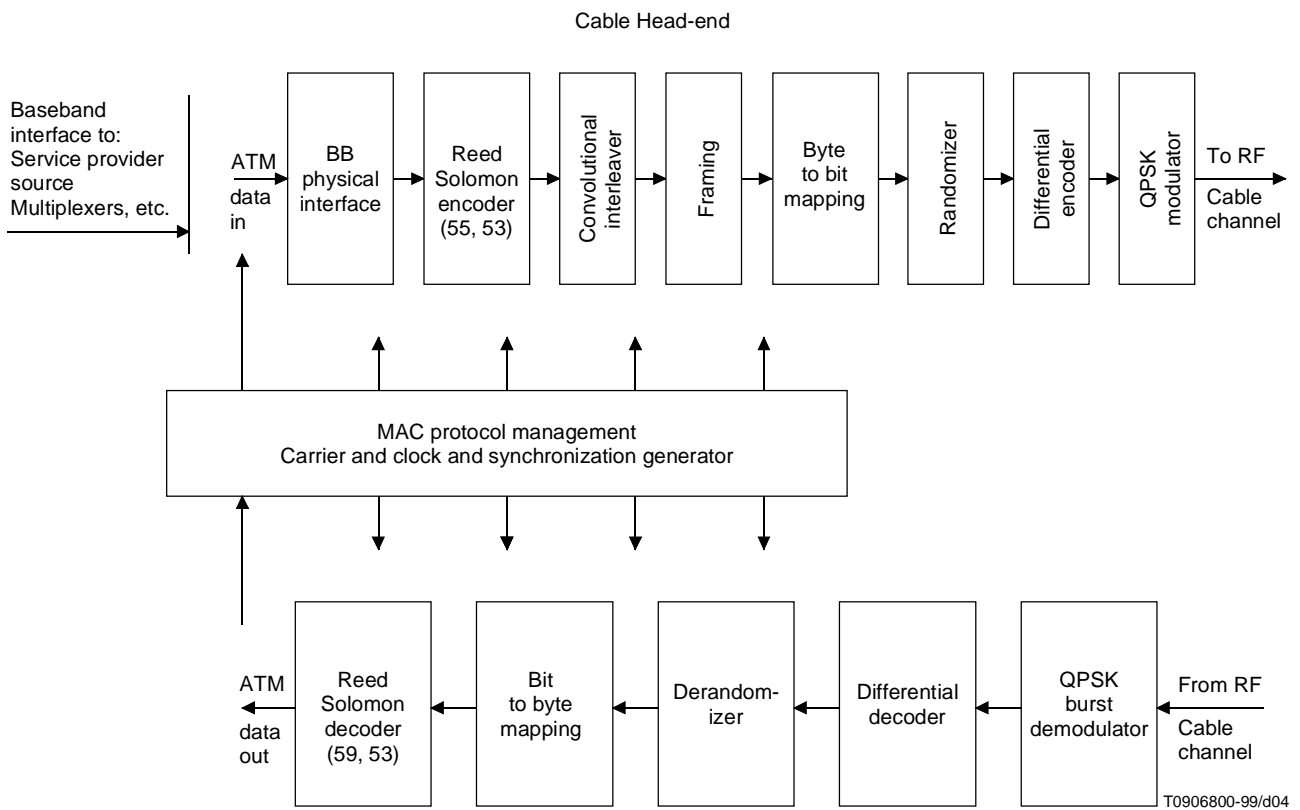 Cable Head-end
Baseband
interface to:
Service provider
source
Multiplexers, etc.
ATM
data
in
BB
physical
interface
Reed
Solomon
encoder
(55, 53)
Convolutional
interleaver
Framing
Byte
to bit
mapping
Randomizer
Differential
encoder
QPSK
modulator
To RF
Cable
channel
MAC protocol management
Carrier and clock and synchronization generator
ATM
data
out
Reed
Solomon
decoder
(59, 53)
Bit
to byte
mapping
Derandom-
izer
Differential
decoder
QPSK
burst
demodulator
From RF
Cable
channel
T0906800-99/d04